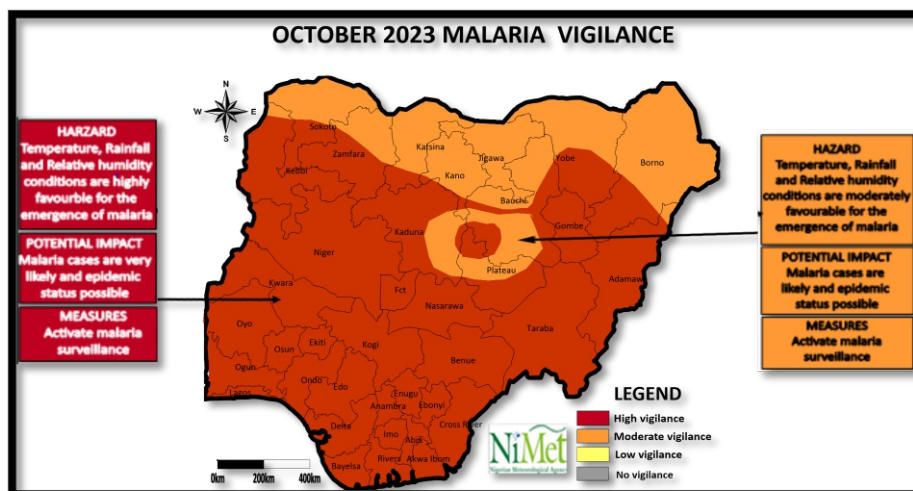 OCTOBER 2023 MALARIA VIGILANCE
HARZARD
Temperature, Rainfall
and Relative humidity
conditions are highly
favourble for the
emergence of malaria
POTENTIAL IMPACT
Malaria cases are very
likely and epidemic
status possible
MEASURES
Activate malaria
surveillance
N
W
E
S
Sokoto
Zamfara
Kebbi
Katsina
Jigawa
Kano
Yobe
Borno
Bauchi
Kaduna
Gombe
Niger
Plateau
Adamawa
Kwara
Fct
Nasarawa
Oyo
Taraba
Osun
Ekiti
Kogi
Benue
Ogun
Ondo
Edo
Lagos
Enugu
Anambra
Ebonyi
Delta
Cross River
Imo
Abia
Bayelsa
Rivers
Akwa Ibom
HAZARD
Temperature, Rainfall
and Relative humidity
conditions are moderately
favourable for the
emergence of malaria
POTENTIAL IMPACT
Malaria cases are
likely and epidemic
status possible
MEASURES
Activate malaria
surveillance
LEGEND
High vigilance
Moderate vigilance
Low vigilance
No vigilance
NiMet
Nigerian Meteorological Agency
0km 200km 400km